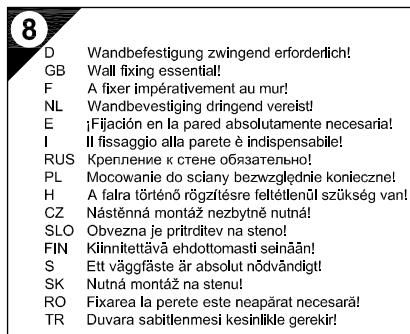 8
D Wandbefestigung zwingend erforderlich!
GB Wall fixing essential!
F A fixer impérativement au mur!
NL Wandbevestiging dringend vereist!
E ¡Fijación en la pared absolutamente necesaria!
I Il fissaggio alla parete è indispensabile!
RUS Крепление к стене обязательно!
PL Mocowanie do sciany bezwzględnie konieczne!
H A falra történő rögzítésre feltétlenül szükség van!
CZ Nástěnná montáž nezbytně nutná!
SLO Obvezna je pritrditev na steno!
FIN Kiinnitettävä ehdottomasti seinään!
S Ett väggfäste är absolut nödvändigt!
SK Nutná montáž na stenu!
RO Fixarea la perete este neapărat necesară!
TR Duvara sabitlenmesi kesinlikle gerekir!